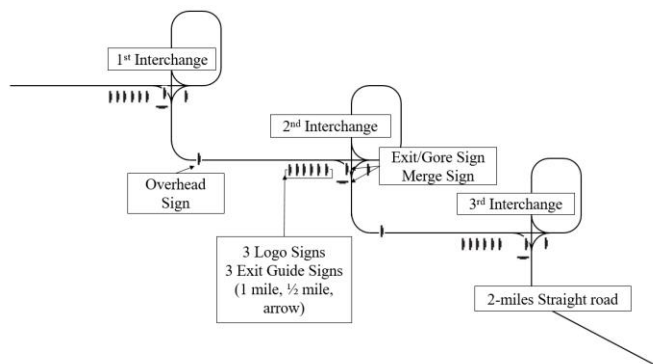 1st Interchange
2nd Interchange
Exit/Gore Sign
Merge Sign
Overhead
Sign
3rd Interchange
3 Logo Signs
3 Exit Guide Signs
(1 mile, ½ mile,
arrow)
2-miles Straight road